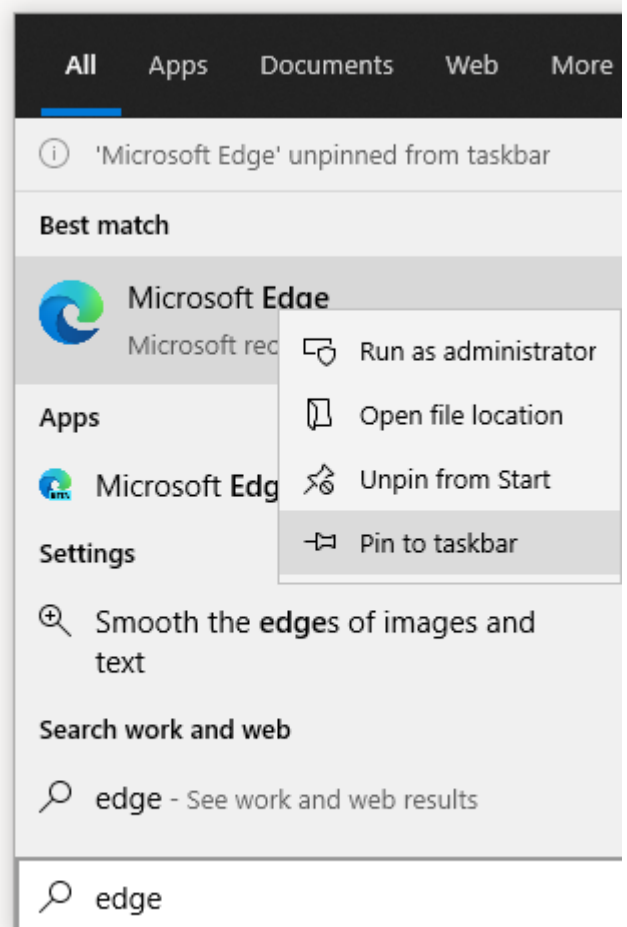 All Apps Documents Web More
'Microsoft Edge' unpinned from taskbar
Best match
Microsoft Edge
Microsoft
Run as administrator
Open file location
Apps
Microsoft
Unpin from Start
Pin to taskbar
Settings
Smooth the edges of images and
text
Search work and web
edge - See work and web results
edge